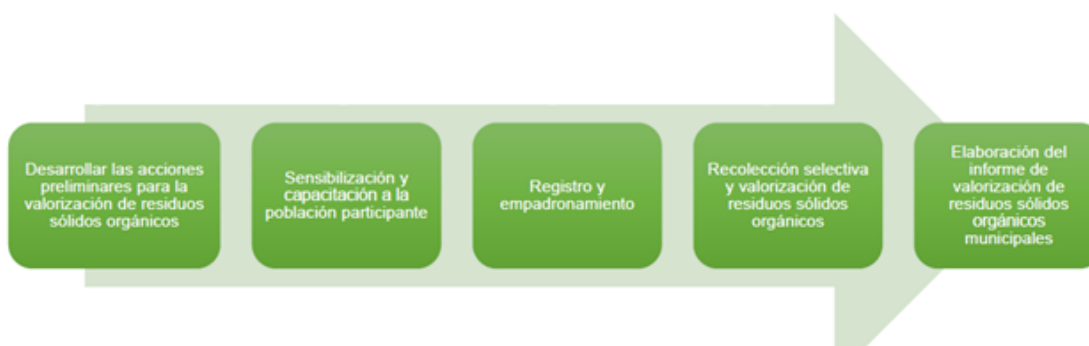 Desarrollar las acciones
preliminares para la
valorización de residuos
sólidos orgánicos
Sensibilización y
capacitación a la
población participante
Registro y
empadronamiento
Recolección selectiva
y valorización de
residuos sólidos
orgánicos
Elaboración del
informe de
valorización de
residuos sólidos
orgánicos
municipales